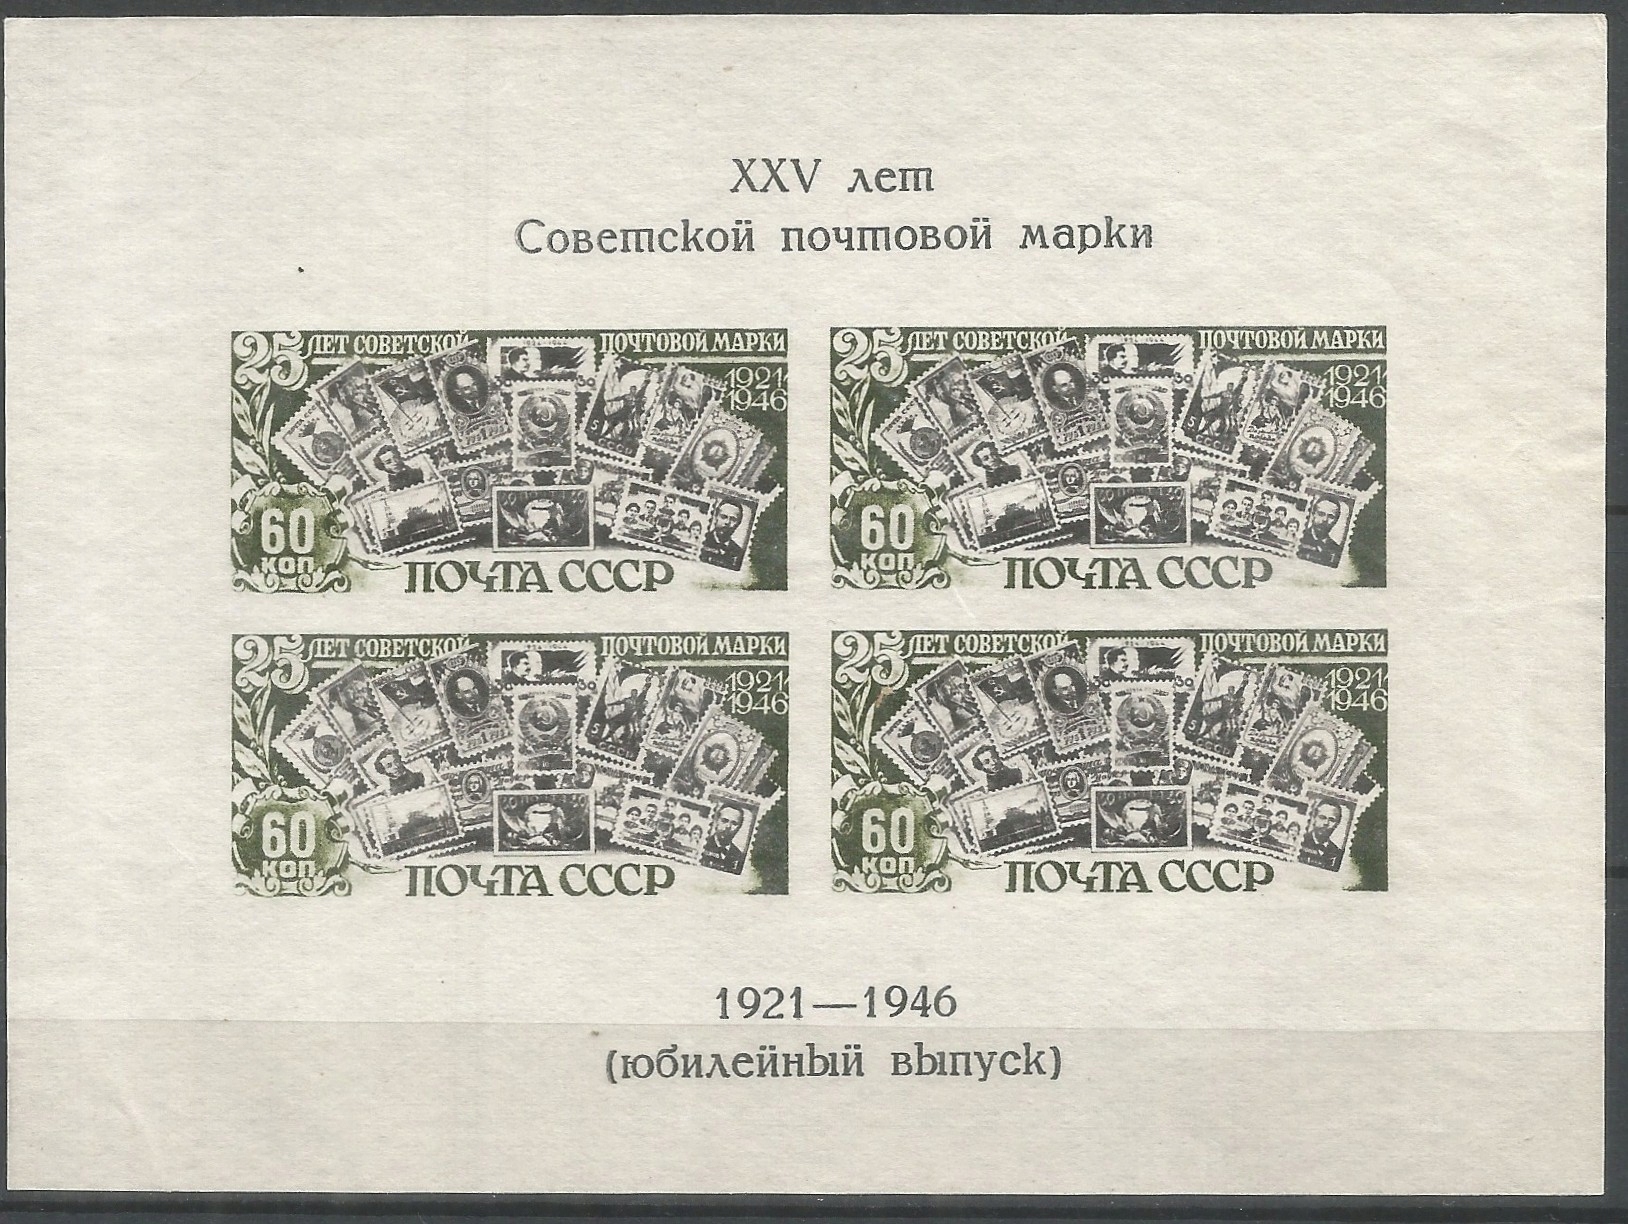 XXV лет
Советской почтовой марки
25 ЛЕТ СОВЕТСКОЙ ПОЧТОВОЙ МАРКИ
1921
1946
60
КОП
ПОЧТА СССР
25 ЛЕТ СОВЕТСКОЙ ПОЧТОВОЙ МАРКИ
1921
1946
60
КОП
ПОЧТА СССР
25 ЛЕТ СОВЕТСКОЙ ПОЧТОВОЙ МАРКИ
1921
1946
60
КОП
ПОЧТА СССР
25 ЛЕТ СОВЕТСКОЙ ПОЧТОВОЙ МАРКИ
1921
1946
60
КОП
ПОЧТА СССР
1921—1946
(юбилейный выпуск)